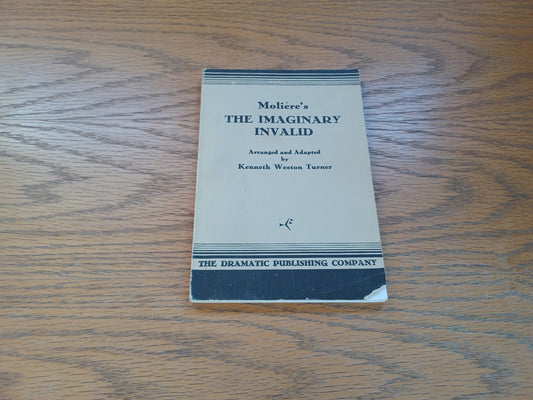 Molière's
THE IMAGINARY
INVALID
Arranged and Adapted
by
Kenneth Weston Turner
THE DRAMATIC PUBLISHING COMPANY